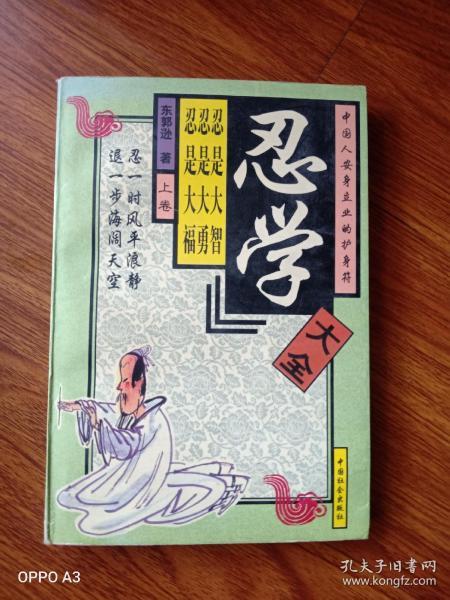 中国人安身立业的护身符
忍学
大全
忍是大智
忍是大勇
忍是大福
东郭逊 著
上卷
忍一时风平浪静
退一步海阔天空
中国社会出版社
OPPO A3
孔夫子旧书网
www.kongfz.com